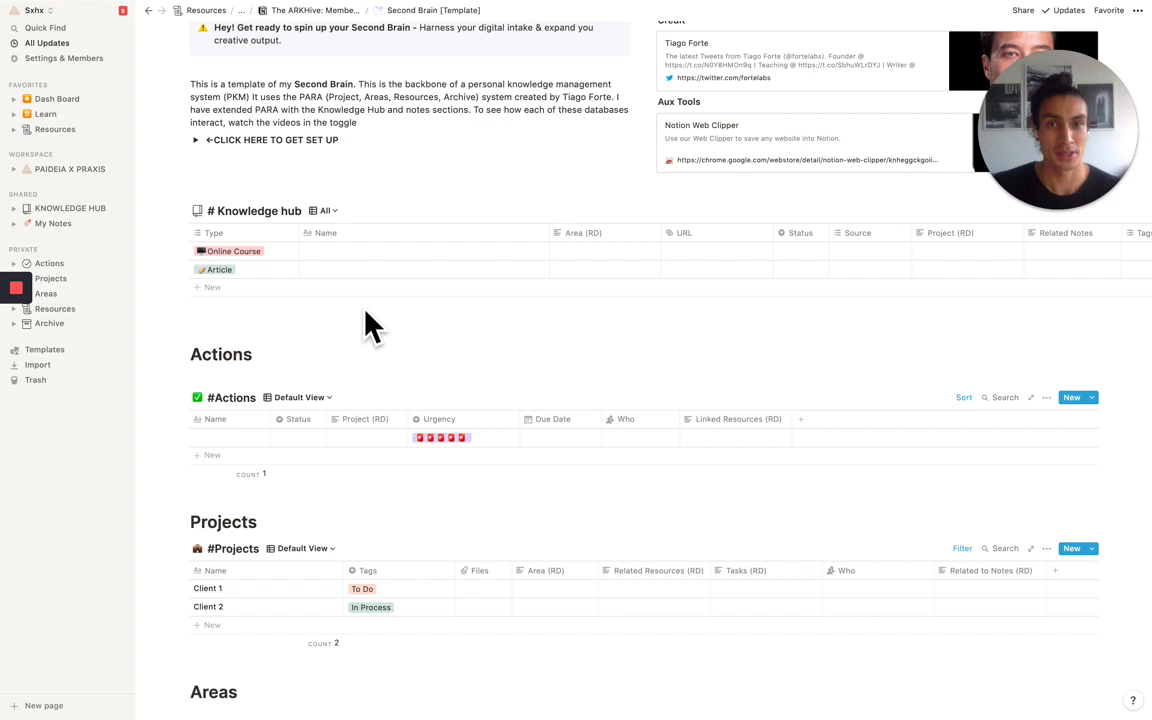 Sxhx
S
Resources / ... / The ARKHive: Membe... / Second Brain [Template]
Share
Updates
Favorite
Quick Find
All Updates
Settings & Members
FAVORITES
Dash Board
Learn
Resources
WORKSPACE
PAIDEIA X PRAXIS
SHARED
KNOWLEDGE HUB
My Notes
PRIVATE
Actions
Projects
Areas
Resources
Archive
Templates
Import
Trash
New page
Hey! Get ready to spin up your Second Brain - Harness your digital intake & expand you
creative output.
This is a template of my Second Brain. This is the backbone of a personal knowledge management
system (PKM) It uses the PARA (Project, Areas, Resources, Archive) system created by Tiago Forte. I
have extended PARA with the Knowledge Hub and notes sections. To see how each of these databases
interact, watch the videos in the toggle
←CLICK HERE TO GET SET UP
Credit
Tiago Forte
The latest Tweets from Tiago Forte (@fortelabs). Founder @
https://t.co/N0Y8HMOn9q | Teaching @ https://t.co/SbhuWLrDYJ | Writer @
https://twitter.com/fortelabs
Aux Tools
Notion Web Clipper
Use our Web Clipper to save any website into Notion.
https://chrome.google.com/webstore/detail/notion-web-clipper/knheggckgoii...
# Knowledge hub All
Type Name Area (RD) URL Status Source Project (RD) Related Notes Tags
Online Course
Article
+ New
Actions
#Actions Default View Sort Search ... New
Name Status Project (RD) Urgency Due Date Who Linked Resources (RD) +
+ New
COUNT 1
Projects
#Projects Default View Filter Search ... New
Name Tags Files Area (RD) Related Resources (RD) Tasks (RD) Who Related to Notes (RD) +
Client 1 To Do
Client 2 In Process
+ New
COUNT 2
Areas
?